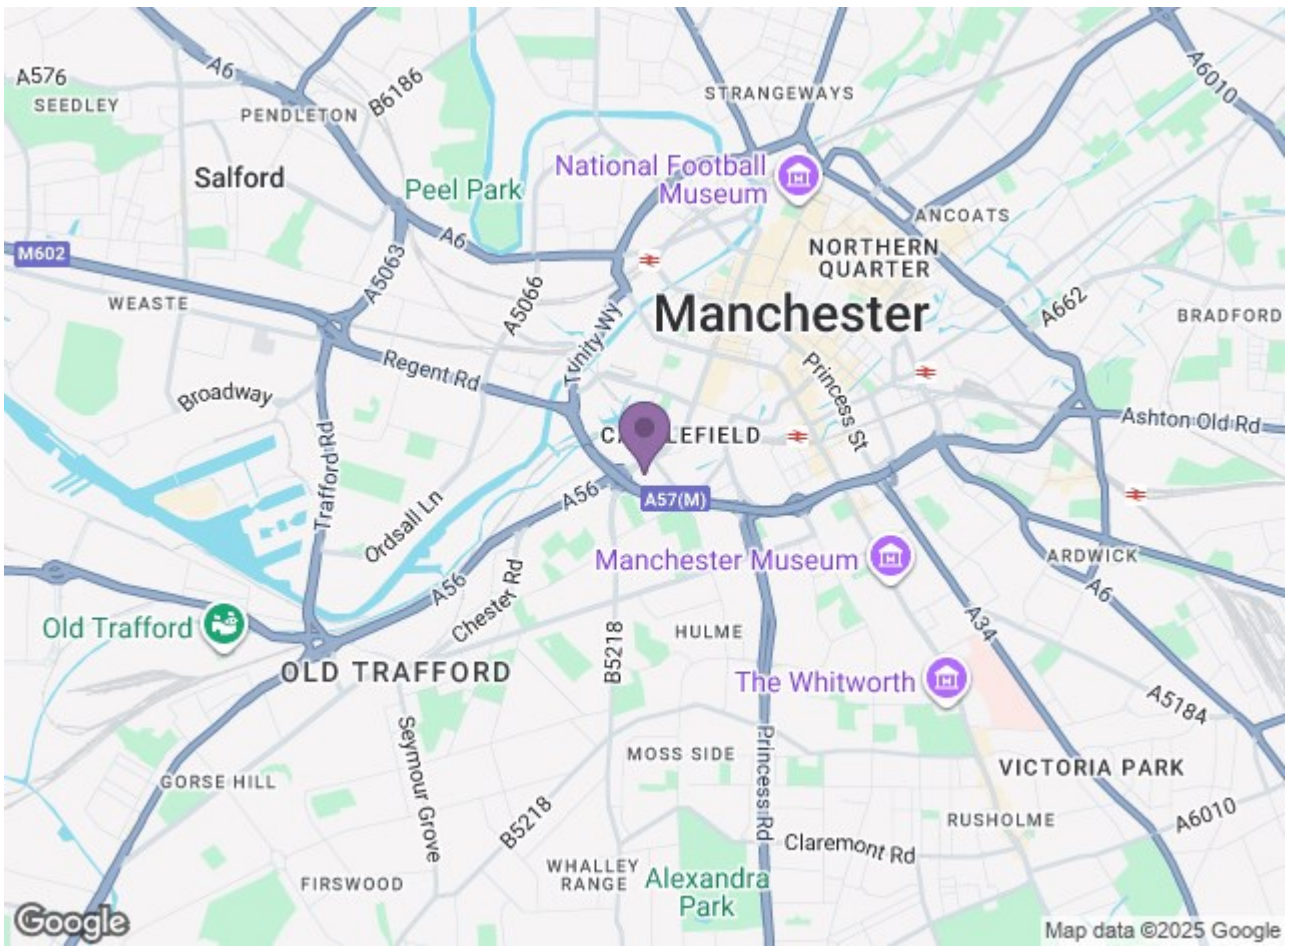 A576
SEEDLEY
A6
PENDLETON
B6186
STRANGEWAYS
A6010
Salford
Peel Park
National Football
Museum
ANCOATS
M602
A6
NORTHERN
QUARTER
A5063
WEASTE
A5066
Trinity Wy
Manchester
A662
BRADFORD
Regent Rd
Broadway
Princess St
Ashton Old Rd
Trafford Rd
Ordsall Ln
A56
A57(M)
Manchester Museum
ARDWICK
A56
Chester Rd
A6
Old Trafford
B5218
HULME
A34
OLD TRAFFORD
The Whitworth
A5184
Seymour Grove
MOSS SIDE
Princess Rd
VICTORIA PARK
GORSE HILL
B5218
RUSHOLME
A6010
Claremont Rd
FIRSWOOD
WHALLEY
RANGE
Alexandra
Park
Google
Map data ©2025 Google